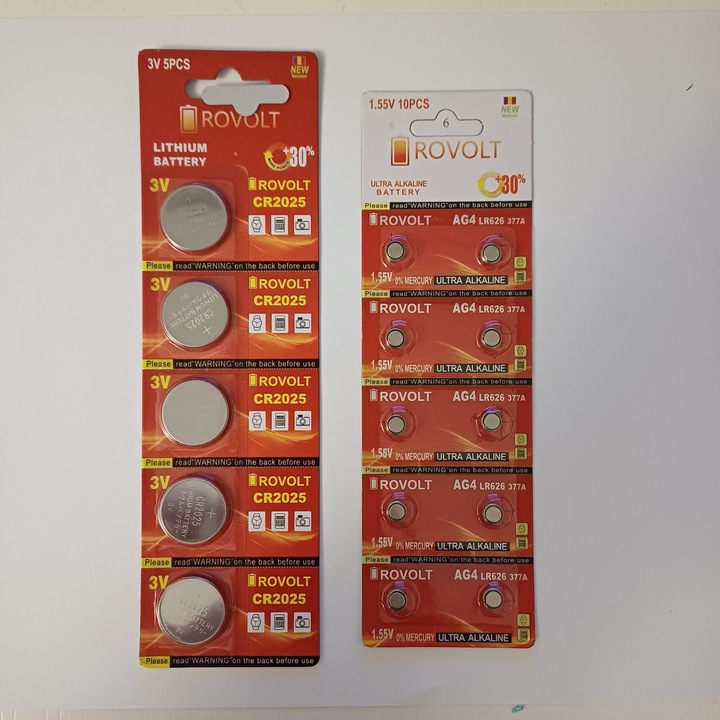 3V 5PCS
NEW
Version
ROVOLT
LITHIUM
BATTERY
+30%
3V
ROVOLT
CR2025
Please read"WARNING"on the back before use
3V
ROVOLT
CR2025
CR2025
Please read"WARNING"on the back before use
3V
ROVOLT
CR2025
Please read"WARNING"on the back before use
3V
ROVOLT
CR2025
CR2025
BATTERY
Please read"WARNING"on the back before use
3V
ROVOLT
CR2025
CR2025
BATTERY
3V
Please read"WARNING"on the back before use
1.55V 10PCS
NEW
Version
6
ROVOLT
ULTRA ALKALINE
BATTERY
+30%
Please read"WARNING"on the back before use
ROVOLT AG4 LR626 377A
1.55V 0% MERCURY ULTRA ALKALINE
Please read"WARNING"on the back before use
ROVOLT AG4 LR626 377A
1.55V 0% MERCURY ULTRA ALKALINE
Please read"WARNING"on the back before use
ROVOLT AG4 LR626 377A
1.55V 0% MERCURY ULTRA ALKALINE
Please read"WARNING"on the back before use
ROVOLT AG4 LR626 377A
1.55V 0% MERCURY ULTRA ALKALINE
Please read"WARNING"on the back before use
ROVOLT AG4 LR626 377A
1.55V 0% MERCURY ULTRA ALKALINE